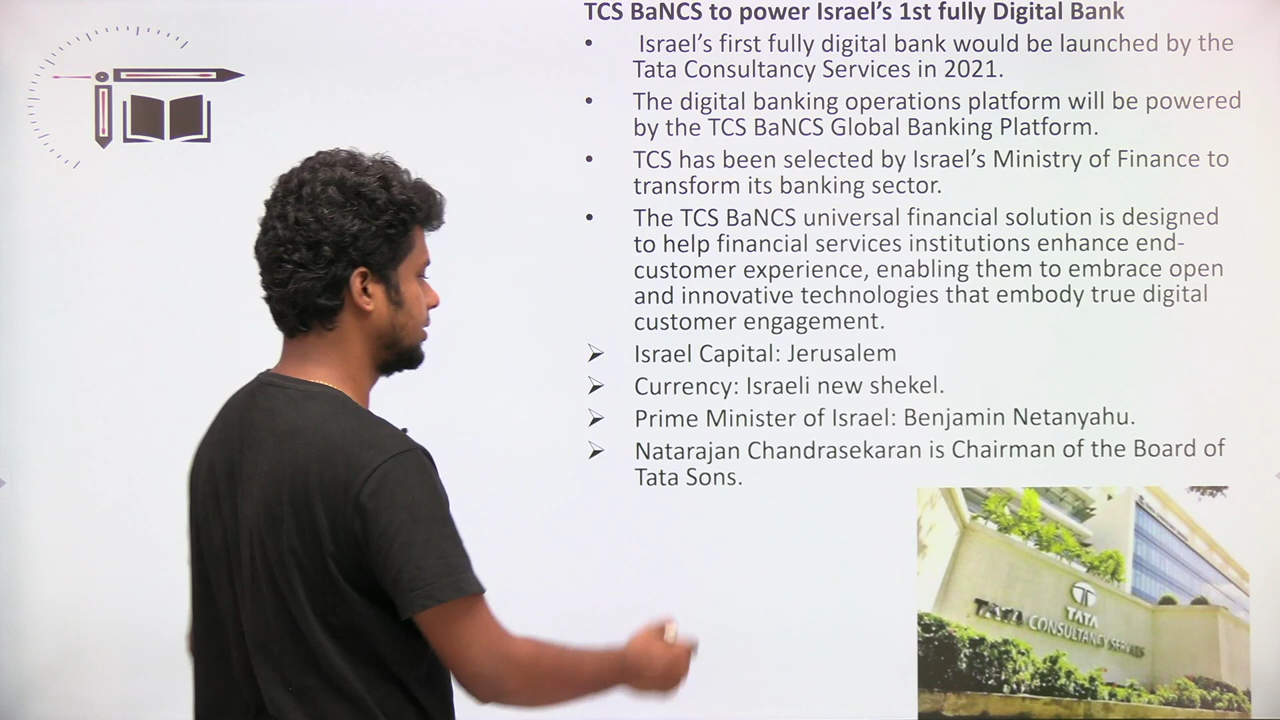 TCS BaNCS to power Israel's 1st fully Digital Bank
• Israel's first fully digital bank would be launched by the
Tata Consultancy Services in 2021.
• The digital banking operations platform will be powered
by the TCS BaNCS Global Banking Platform.
• TCS has been selected by Israel's Ministry of Finance to
transform its banking sector.
• The TCS BaNCS universal financial solution is designed
to help financial services institutions enhance end-
customer experience, enabling them to embrace open
and innovative technologies that embody true digital
customer engagement.
➢ Israel Capital: Jerusalem
➢ Currency: Israeli new shekel.
➢ Prime Minister of Israel: Benjamin Netanyahu.
➢ Natarajan Chandrasekaran is Chairman of the Board of
Tata Sons.
TATA
TATA CONSULTANCY SERVICES